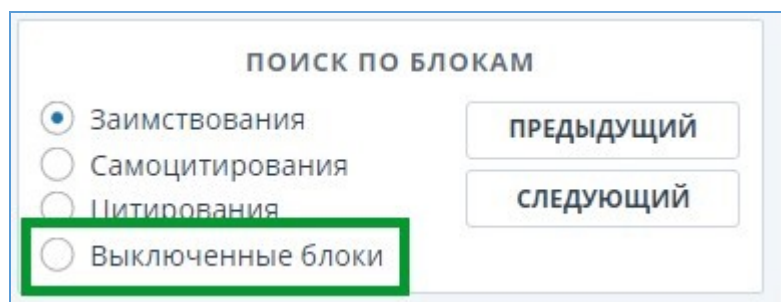 ПОИСК ПО БЛОКАМ
Заимствования
ПРЕДЫДУЩИЙ
Самоцитирования
СЛЕДУЮЩИЙ
Цитирования
Выключенные блоки